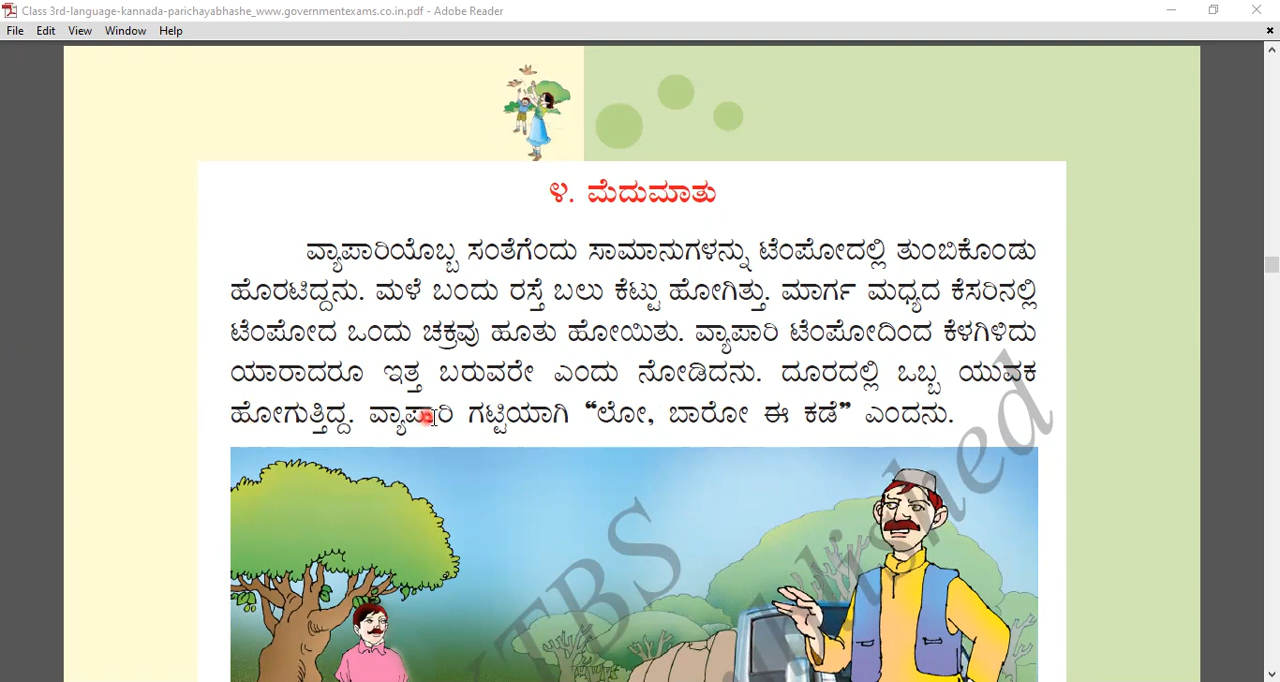 Class 3rd-language-kannada-parichayabhashe_www.governmentexams.co.in.pdf - Adobe Reader
File Edit View Window Help
೪. ಮೆದುಮಾತು
ವ್ಯಾಪಾರಿಯೊಬ್ಬ ಸಂತೆಗೆಂದು ಸಾಮಾನುಗಳನ್ನು ಟೆಂಪೋದಲ್ಲಿ ತುಂಬಿಕೊಂಡು
ಹೊರಟಿದ್ದನು. ಮಳೆ ಬಂದು ರಸ್ತೆ ಬಲು ಕೆಟ್ಟು ಹೋಗಿತ್ತು. ಮಾರ್ಗ ಮಧ್ಯದ ಕೆಸರಿನಲ್ಲಿ
ಟೆಂಪೋದ ಒಂದು ಚಕ್ರವು ಹೂತು ಹೋಯಿತು. ವ್ಯಾಪಾರಿ ಟೆಂಪೋದಿಂದ ಕೆಳಗಿಳಿದು
ಯಾರಾದರೂ ಇತ್ತ ಬರುವರೇ ಎಂದು ನೋಡಿದನು. ದೂರದಲ್ಲಿ ಒಬ್ಬ ಯುವಕ
ಹೋಗುತ್ತಿದ್ದ. ವ್ಯಾಪಾರಿ ಗಟ್ಟಿಯಾಗಿ “ಲೋ, ಬಾರೋ ಈ ಕಡೆ” ಎಂದನು.